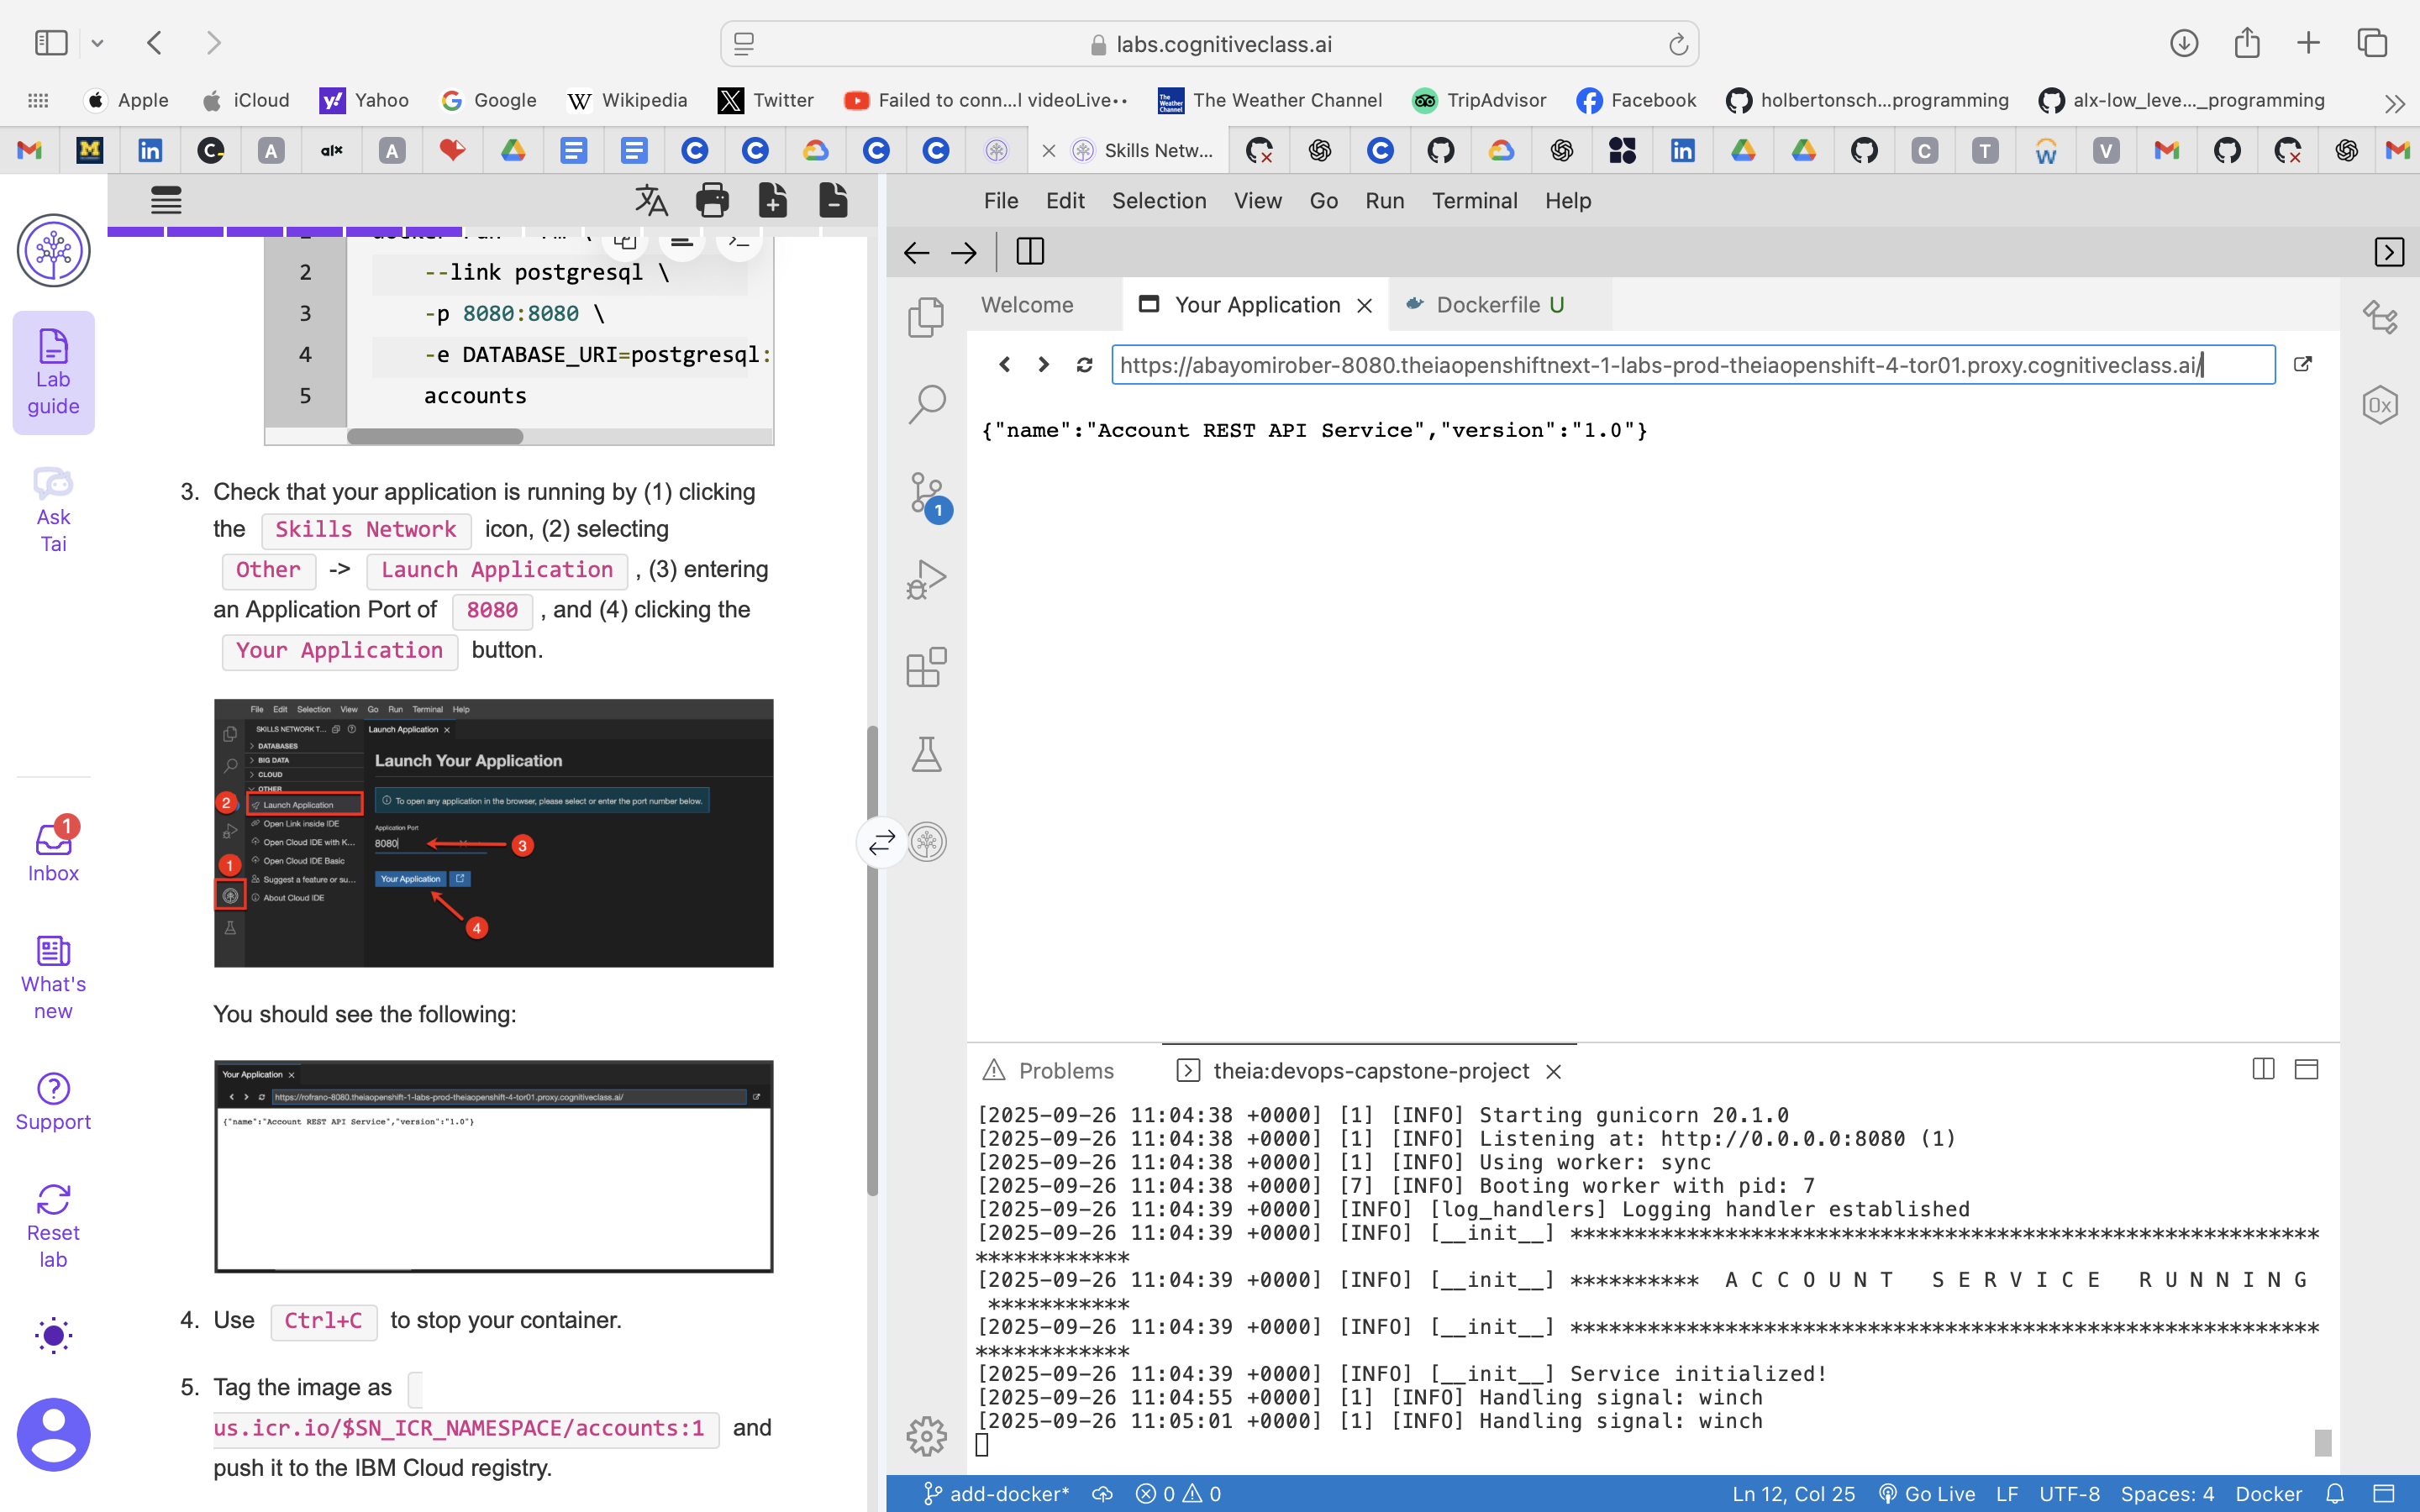 labs.cognitiveclass.ai
Apple
iCloud
Yahoo
Google
Wikipedia
Twitter
Failed to conn...l videoLive··
The Weather Channel
TripAdvisor
Facebook
holbertonsch...programming
alx-low_leve..._programming
Skills Netw...
File Edit Selection View Go Run Terminal Help
Lab guide
Ask Tai
Inbox
1
What's new
Support
Reset lab
2 --link postgresql \
3 -p 8080:8080 \
4 -e DATABASE_URI=postgresql:
5 accounts
3. Check that your application is running by (1) clicking
the Skills Network icon, (2) selecting
Other -> Launch Application , (3) entering
an Application Port of 8080 , and (4) clicking the
Your Application button.
File Edit Selection View Go Run Terminal Help
SKILLS NETWORK T...
Launch Application ×
DATABASES
BIG DATA
CLOUD
OTHER
Launch Application
Open Link inside IDE
Open Cloud IDE with K...
Open Cloud IDE Basic
Suggest a feature or su...
About Cloud IDE
Launch Your Application
To open any application in the browser, please select or enter the port number below.
Application Port
8080
Your Application
1
2
3
4
You should see the following:
Your Application ×
https://rofrano-8080.theiaopenshift-1-labs-prod-theiaopenshift-4-tor01.proxy.cognitiveclass.ai/
{"name":"Account REST API Service","version":"1.0"}
4. Use Ctrl+C to stop your container.
5. Tag the image as
us.icr.io/$SN_ICR_NAMESPACE/accounts:1 and
push it to the IBM Cloud registry.
Welcome
Your Application
Dockerfile U
https://abayomirober-8080.theiaopenshiftnext-1-labs-prod-theiaopenshift-4-tor01.proxy.cognitiveclass.ai/
{"name":"Account REST API Service","version":"1.0"}
1
Problems
theia:devops-capstone-project
[2025-09-26 11:04:38 +0000] [1] [INFO] Starting gunicorn 20.1.0
[2025-09-26 11:04:38 +0000] [1] [INFO] Listening at: http://0.0.0.0:8080 (1)
[2025-09-26 11:04:38 +0000] [1] [INFO] Using worker: sync
[2025-09-26 11:04:38 +0000] [7] [INFO] Booting worker with pid: 7
[2025-09-26 11:04:39 +0000] [INFO] [log_handlers] Logging handler established
[2025-09-26 11:04:39 +0000] [INFO] [__init__] **********************************************************
************
[2025-09-26 11:04:39 +0000] [INFO] [__init__] ********** A C C O U N T   S E R V I C E   R U N N I N G
***********
[2025-09-26 11:04:39 +0000] [INFO] [__init__] **********************************************************
************
[2025-09-26 11:04:39 +0000] [INFO] [__init__] Service initialized!
[2025-09-26 11:04:55 +0000] [1] [INFO] Handling signal: winch
[2025-09-26 11:05:01 +0000] [1] [INFO] Handling signal: winch
add-docker*
0
0
Ln 12, Col 25
Go Live
LF
UTF-8
Spaces: 4
Docker